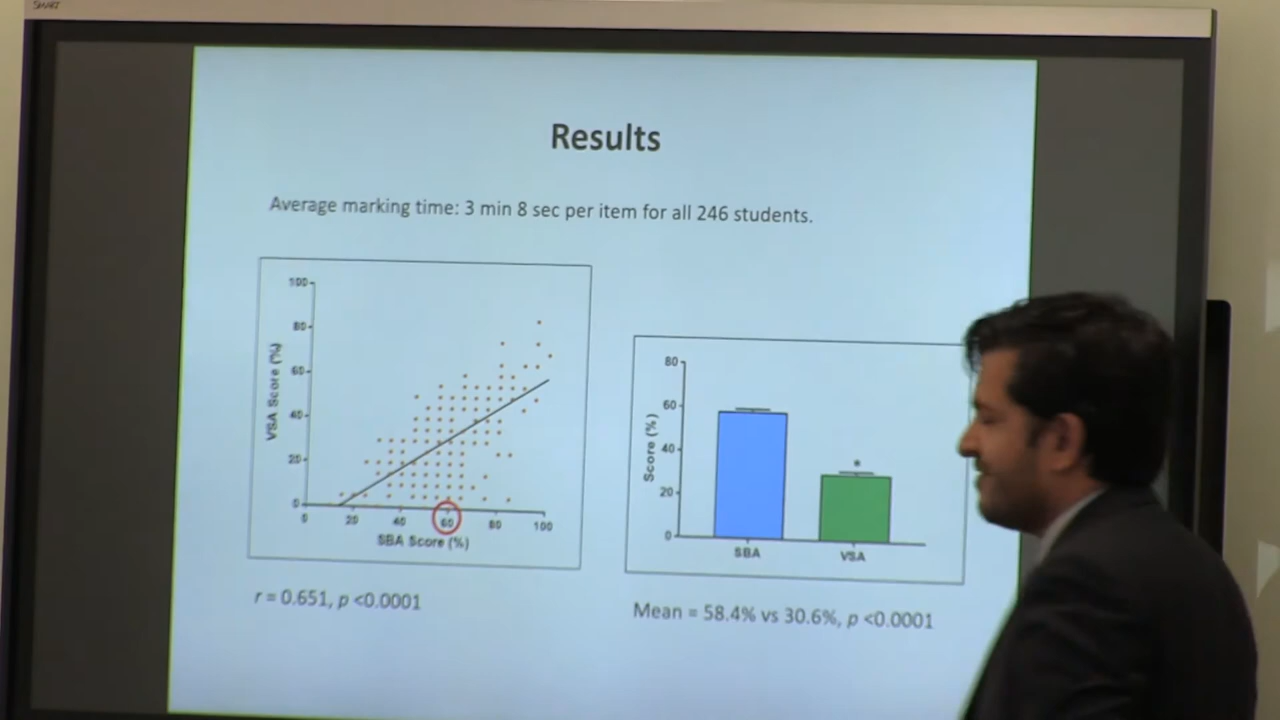 SMART
Results
Average marking time: 3 min 8 sec per item for all 246 students.
100
80
60
40
20
0
VSA Score (%)
0 20 40 60 80 100
SBA Score (%)
r = 0.651, p <0.0001
80
60
40
20
0
Score (%)
*
SBA VSA
Mean = 58.4% vs 30.6%, p <0.0001